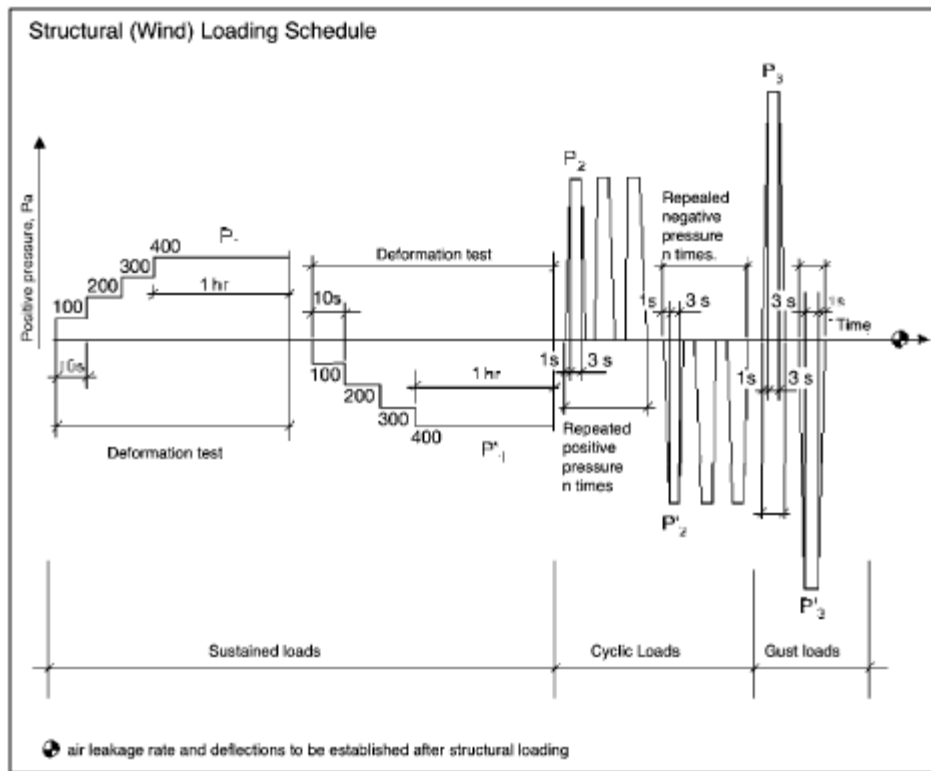 Structural (Wind) Loading Schedule
Positive pressure, Pa
100
200
300
400
P-
1 hr
10s
Deformation test
Deformation test
10s
100
200
300
400
1 hr
P'1
P2
1s
3 s
Repeated
positive
pressure
n times
Repealed
negative
pressure
n times.
1s
3 s
P'2
P3
1s
3 s
3 s
1s
Time
P'3
Sustained loads
Cyclic Loads
Gust loads
air leakage rate and deflections to be established after structural loading